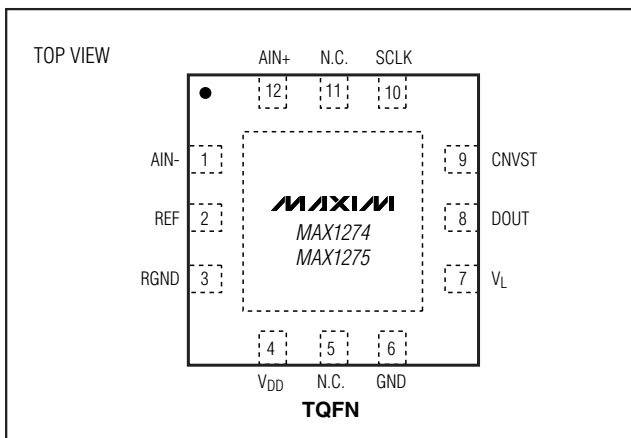 TOP VIEW
AIN+ N.C. SCLK
12 11 10
AIN- 1
REF 2
RGND 3
MAXIM
MAX1274
MAX1275
9 CNVST
8 DOUT
7 VL
4 5 6
VDD N.C. GND
TQFN